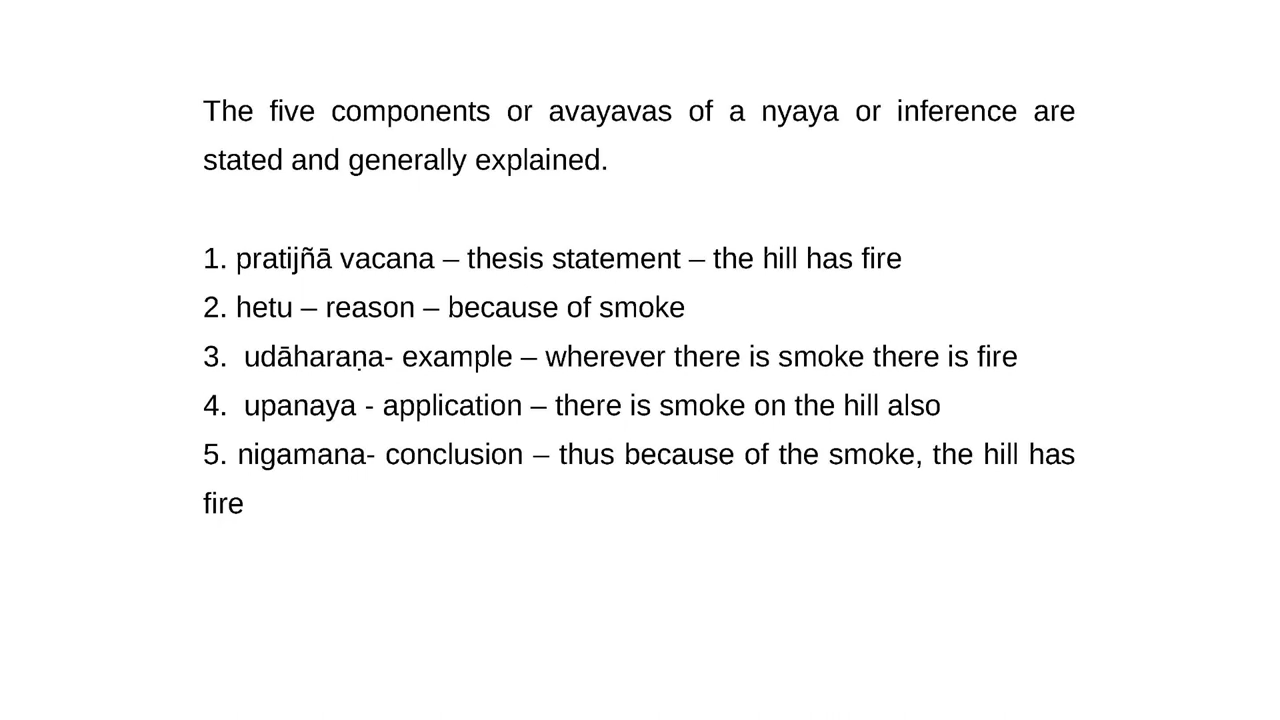 The five components or avayavas of a nyaya or inference are
stated and generally explained.
1. pratijñā vacana – thesis statement – the hill has fire
2. hetu – reason – because of smoke
3. udāharaṇa- example – wherever there is smoke there is fire
4. upanaya - application – there is smoke on the hill also
5. nigamana- conclusion – thus because of the smoke, the hill has
fire